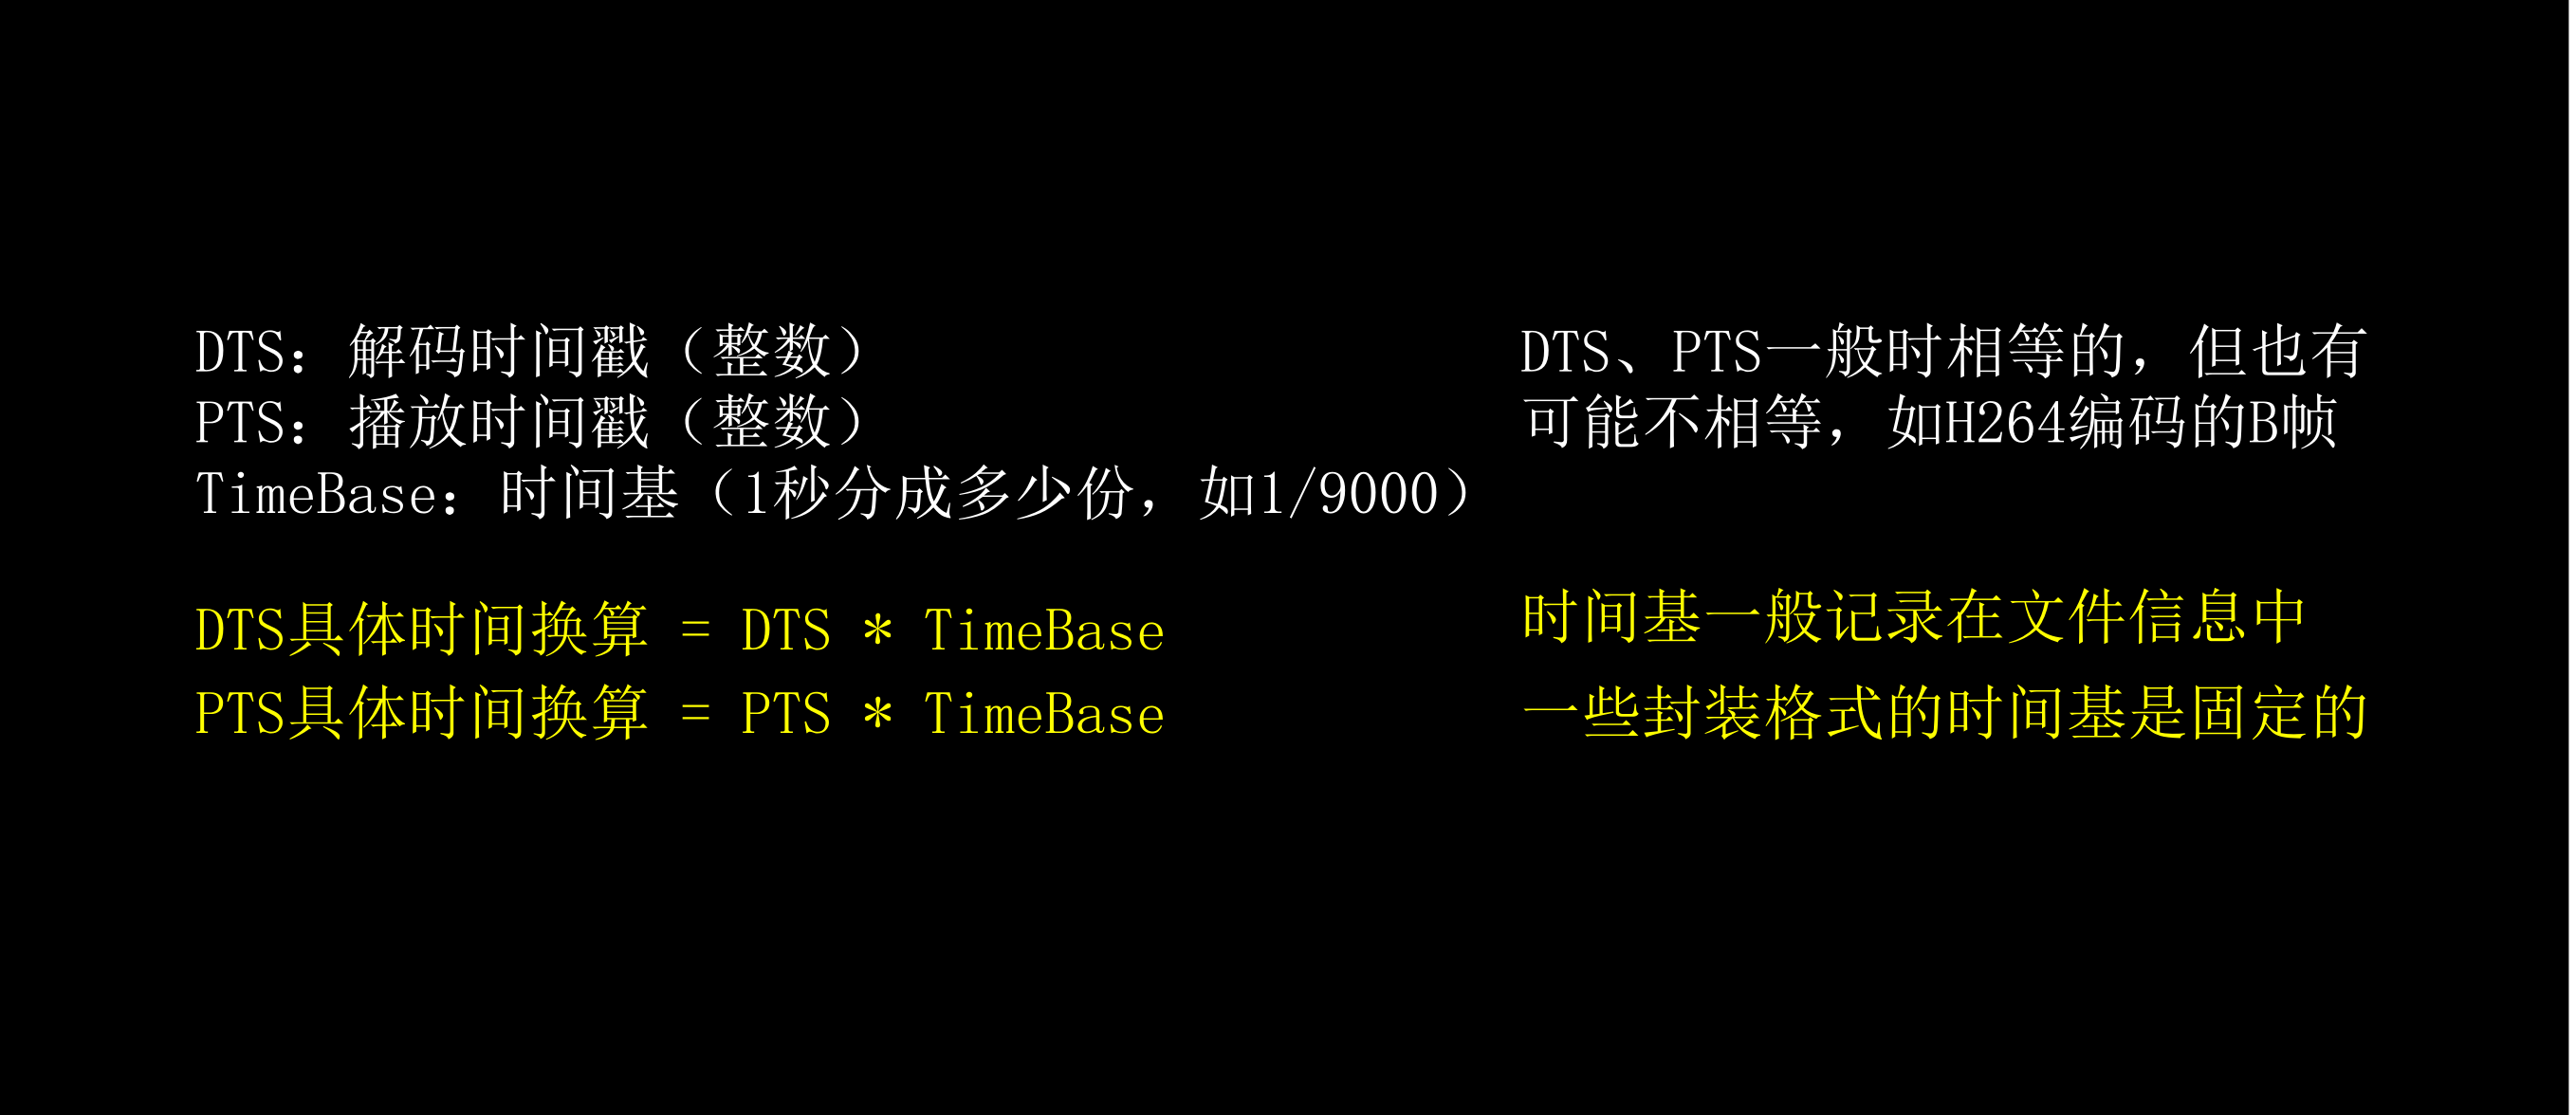 DTS：解码时间戳（整数）
PTS：播放时间戳（整数）
TimeBase：时间基（1秒分成多少份，如1/9000）
DTS具体时间换算 = DTS * TimeBase
PTS具体时间换算 = PTS * TimeBase
DTS、PTS一般时相等的，但也有
可能不相等，如H264编码的B帧
时间基一般记录在文件信息中
一些封装格式的时间基是固定的